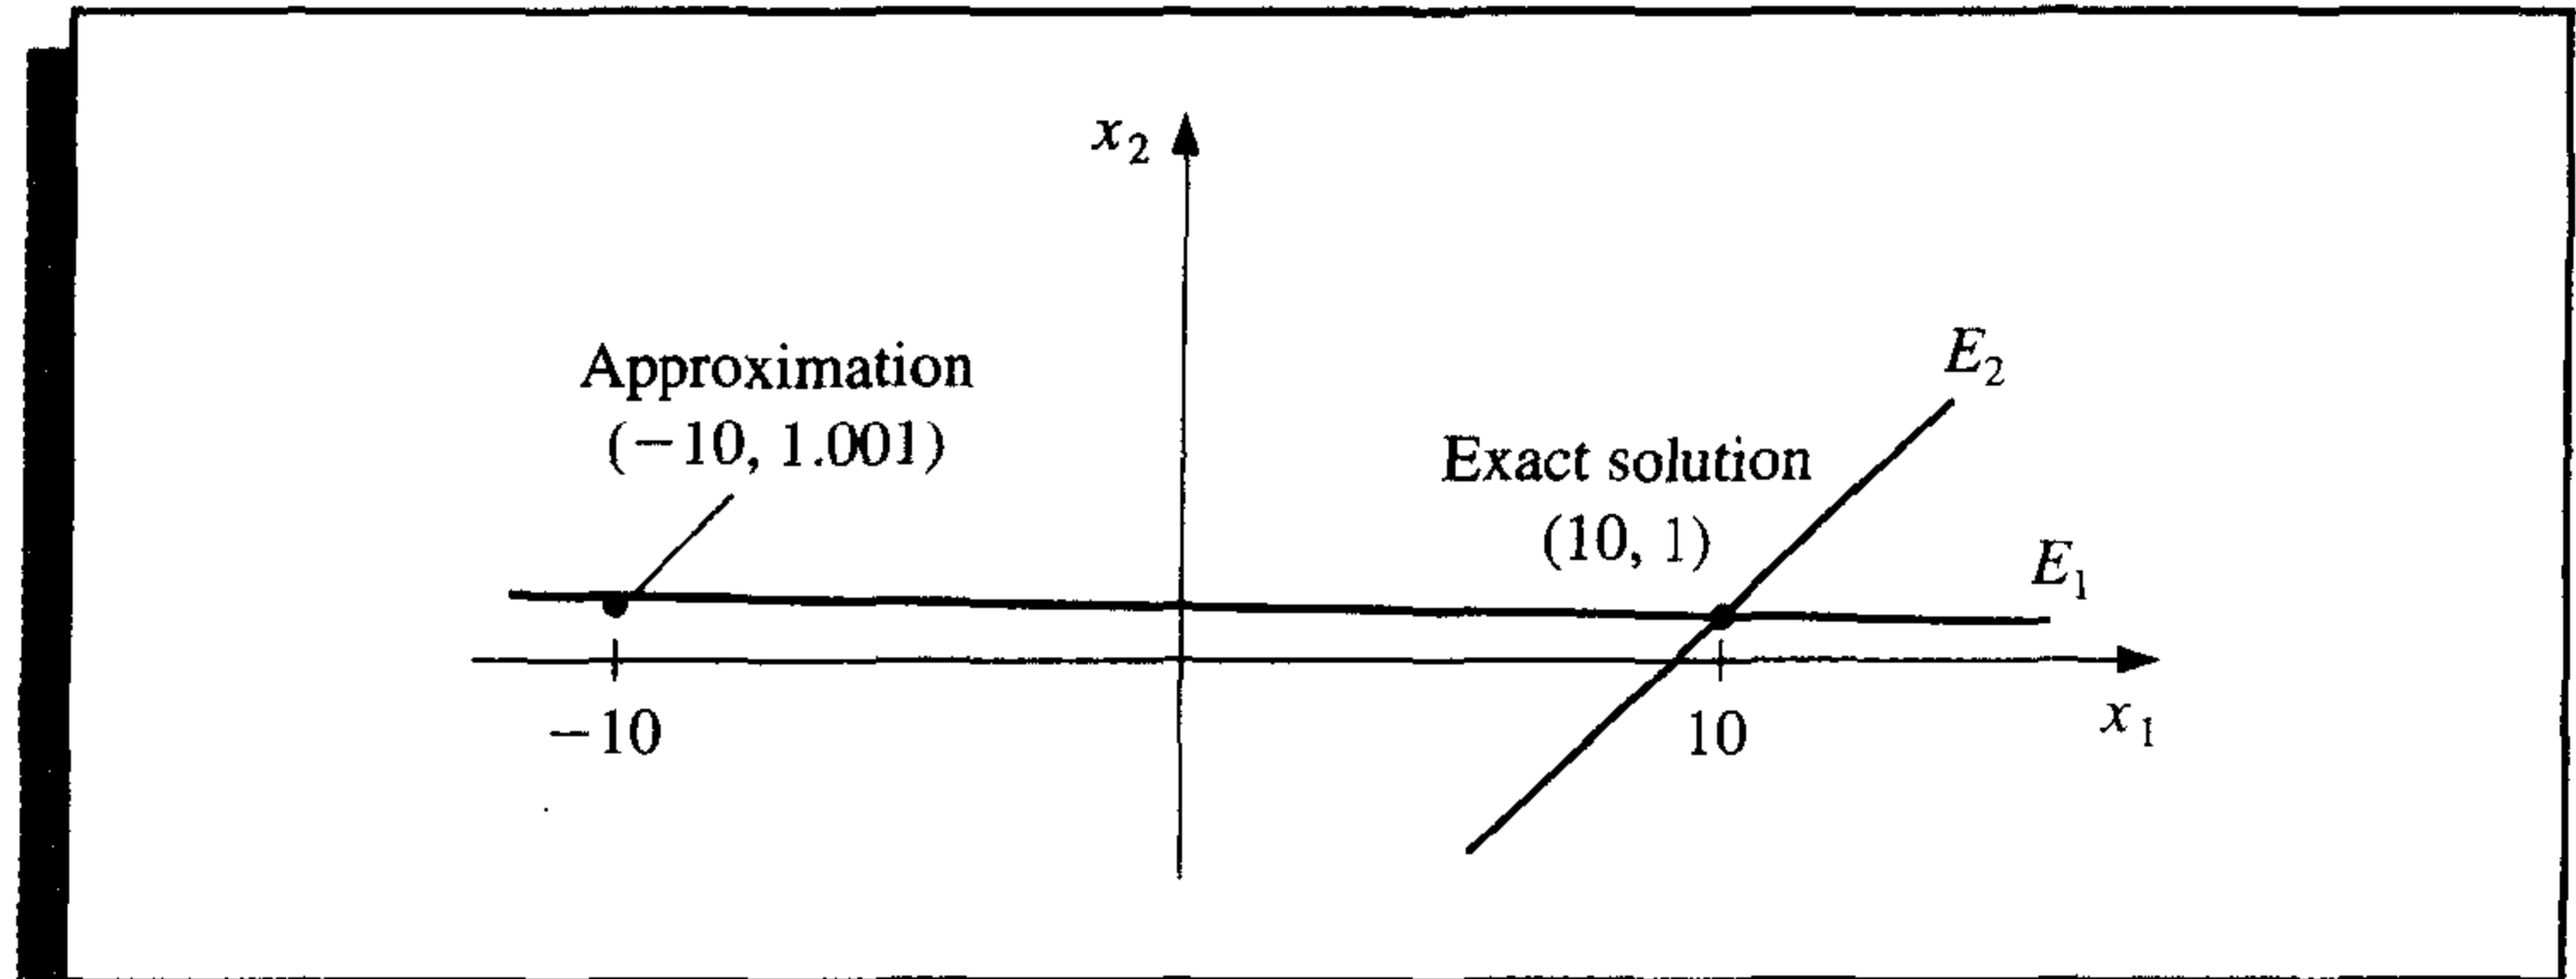 x₂
Approximation
(−10, 1.001)
E₂
Exact solution
(10, 1)
E₁
−10
10
x₁